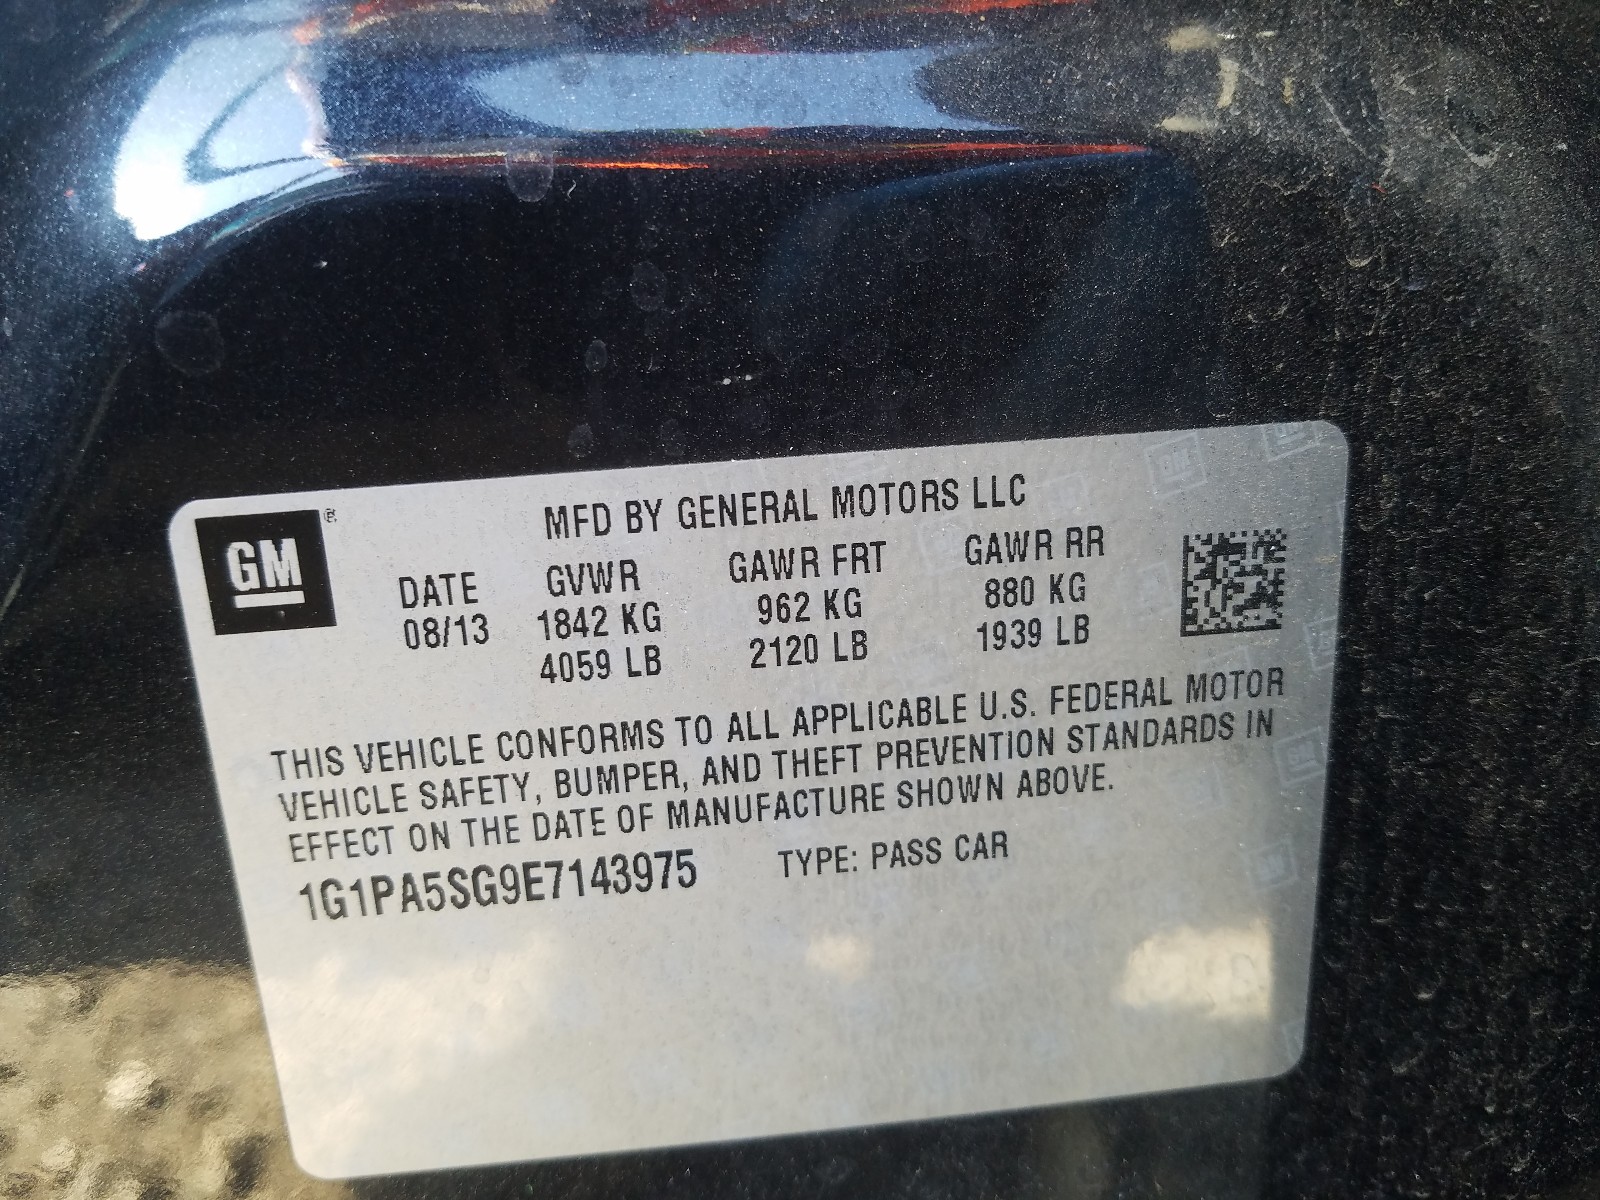 GM
MFD BY GENERAL MOTORS LLC
DATE GVWR GAWR FRT GAWR RR
08/13 1842 KG 962 KG 880 KG
4059 LB 2120 LB 1939 LB
THIS VEHICLE CONFORMS TO ALL APPLICABLE U.S. FEDERAL MOTOR
VEHICLE SAFETY, BUMPER, AND THEFT PREVENTION STANDARDS IN
EFFECT ON THE DATE OF MANUFACTURE SHOWN ABOVE.
1G1PA5SG9E7143975 TYPE: PASS CAR